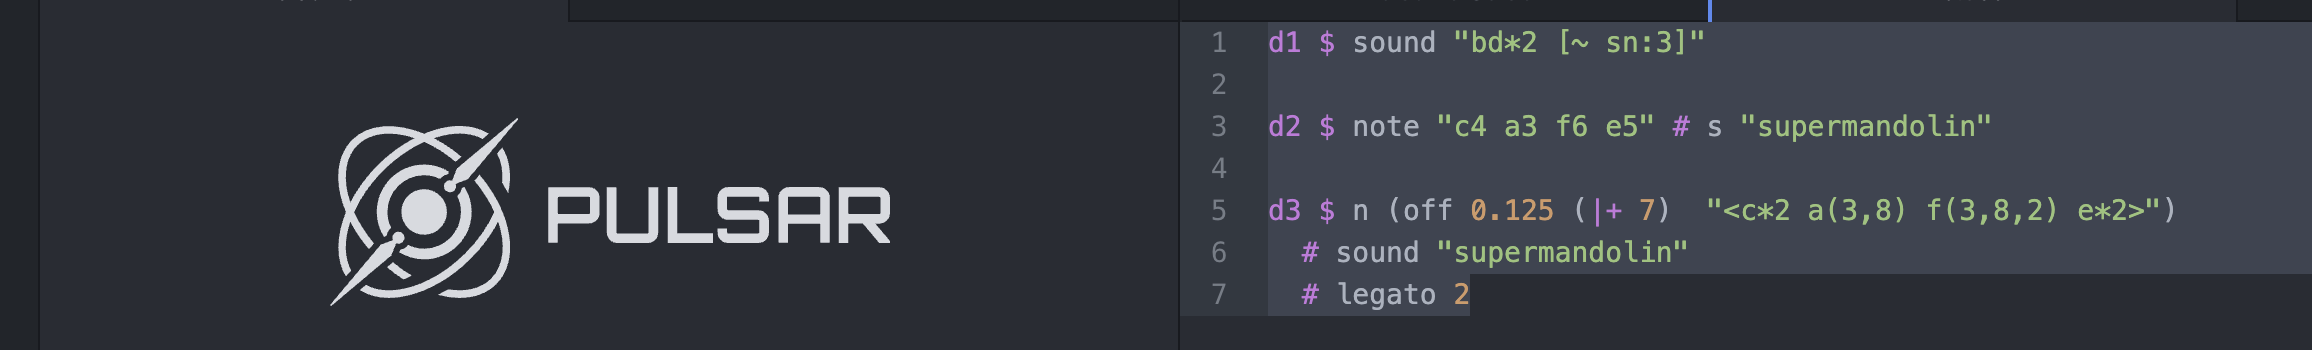 PULSAR
1 d1 $ sound "bd*2 [~ sn:3]"
2
3 d2 $ note "c4 a3 f6 e5" # s "supermandolin"
4
5 d3 $ n (off 0.125 (|+ 7)  "<c*2 a(3,8) f(3,8,2) e*2>")
6   # sound "supermandolin"
7   # legato 2